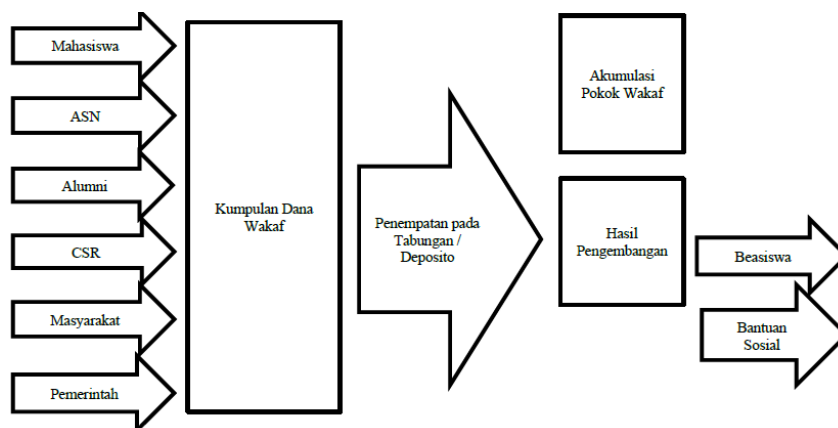 Mahasiswa
ASN
Alumni
CSR
Masyarakat
Pemerintah
Kumpulan Dana
Wakaf
Penempatan pada
Tabungan /
Deposito
Akumulasi
Pokok Wakaf
Hasil
Pengembangan
Beasiswa
Bantuan
Sosial